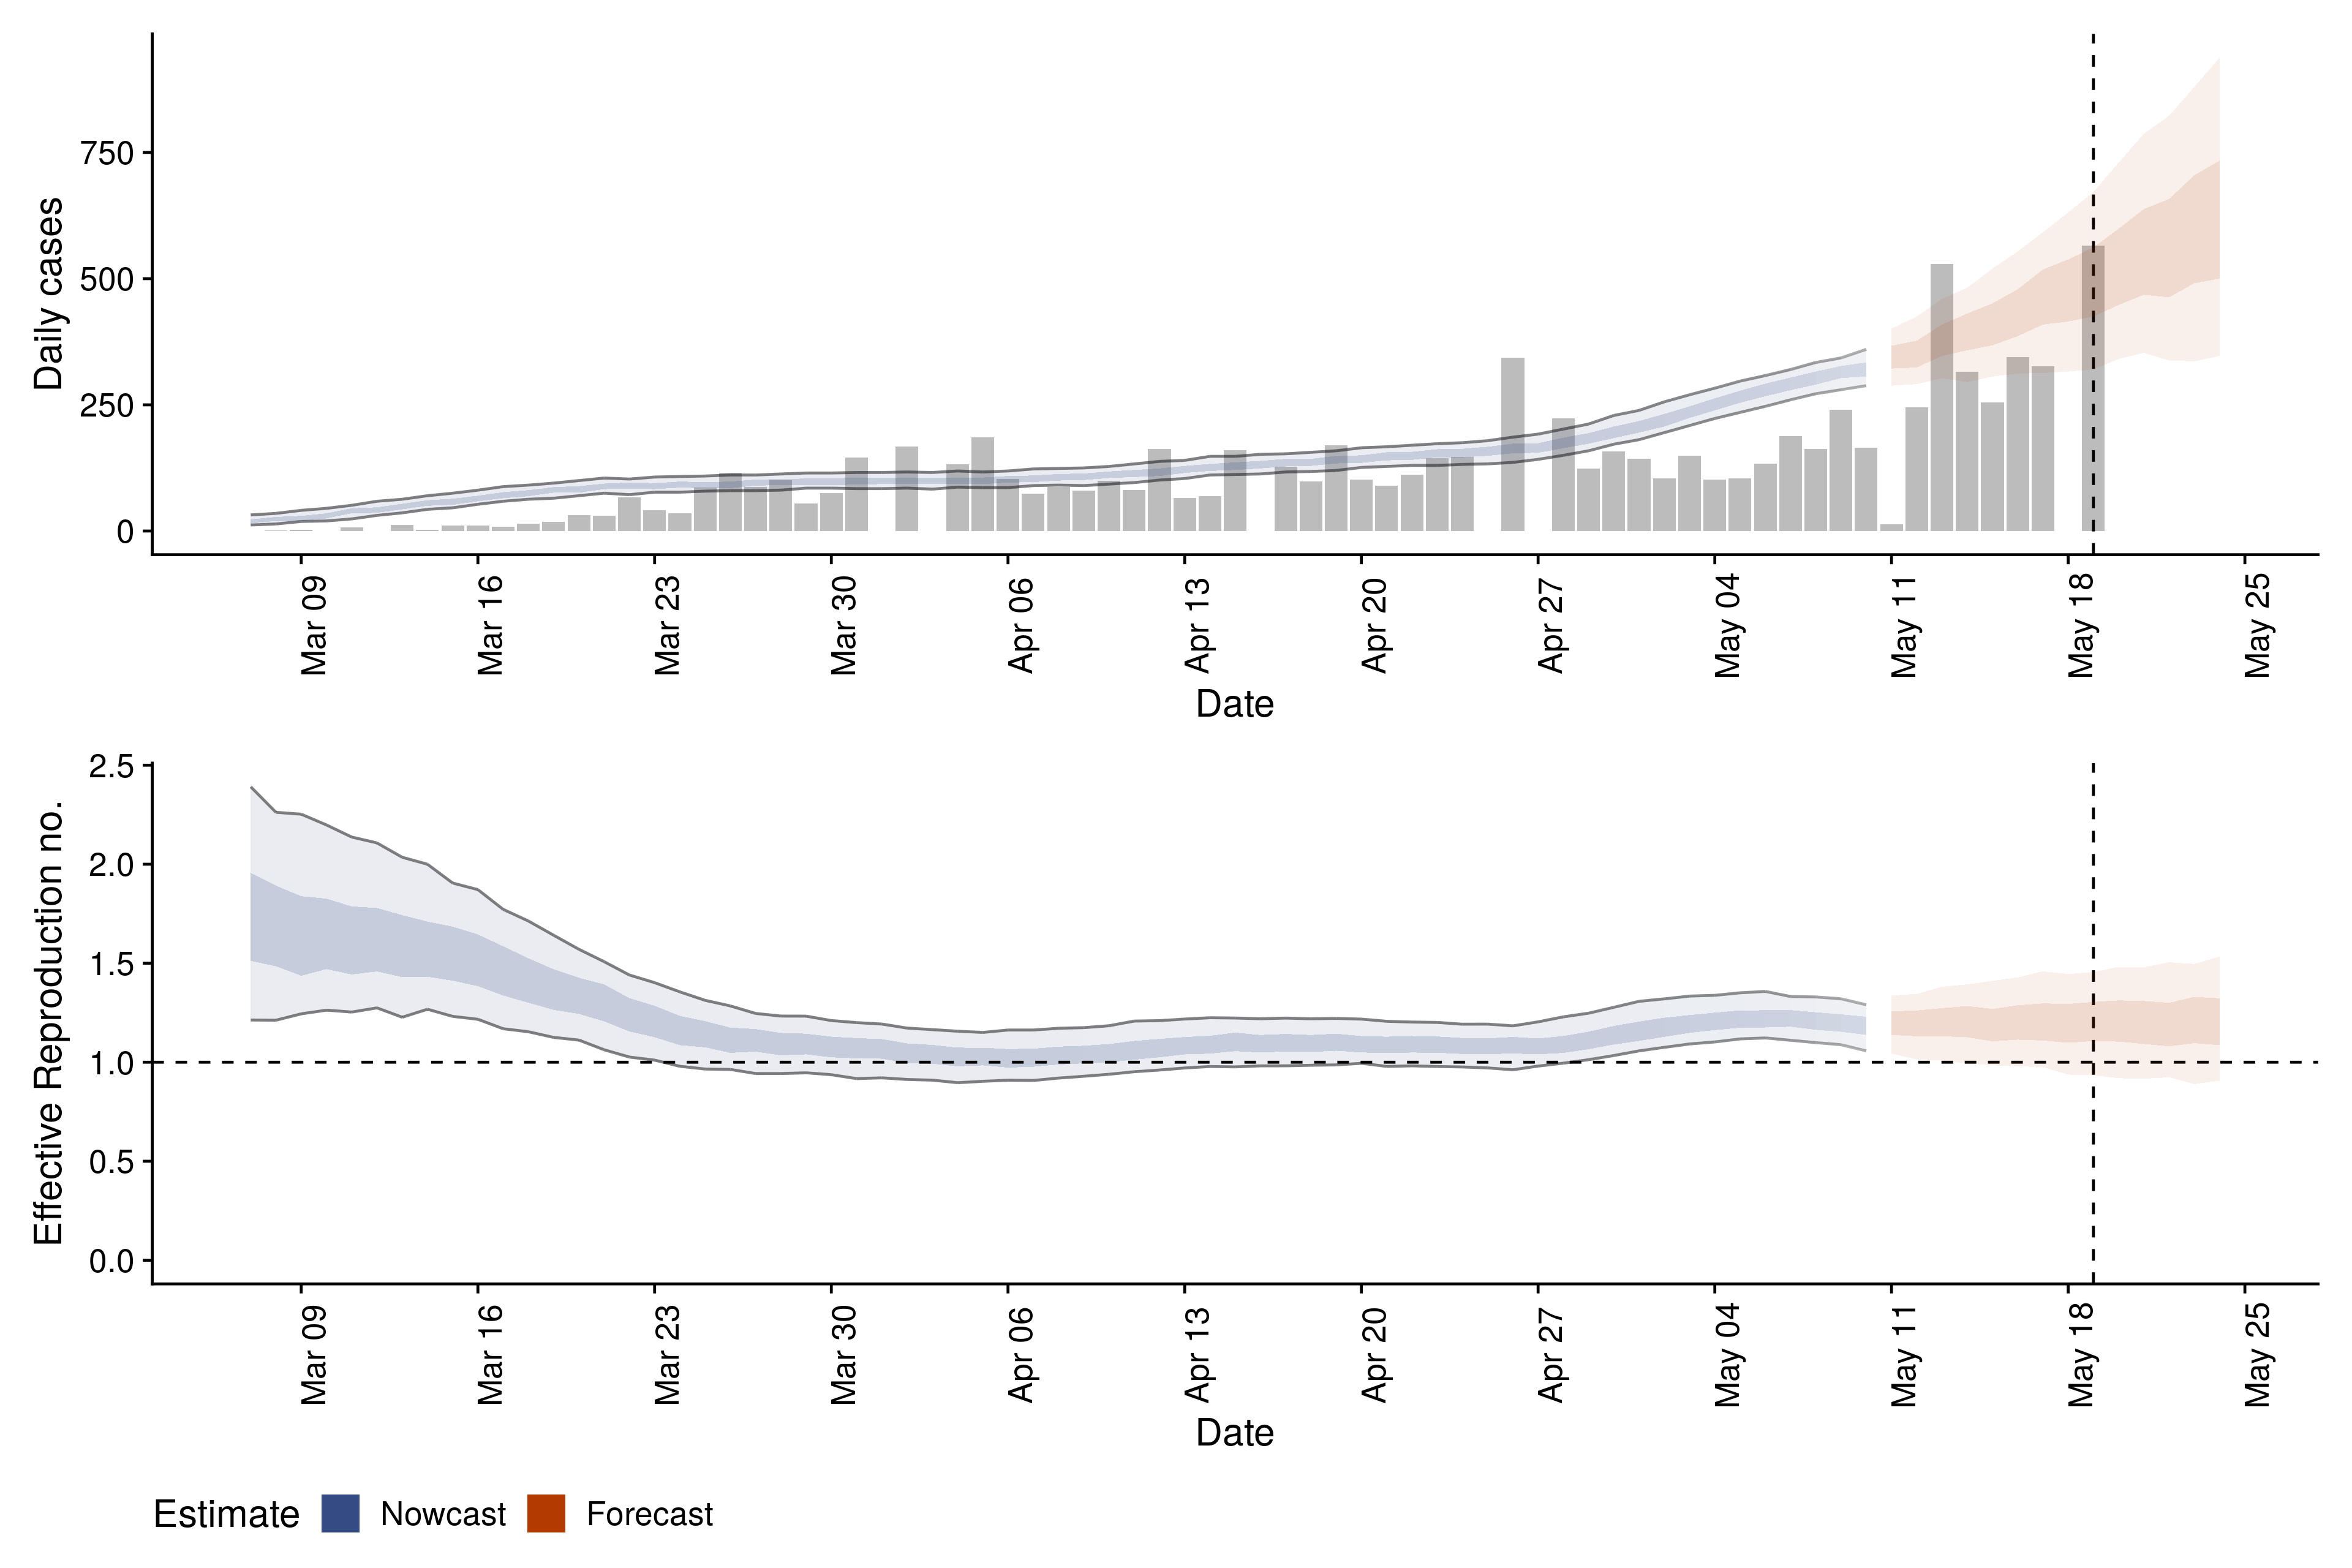 Daily cases
750
500
250
0
Mar 09
Mar 16
Mar 23
Mar 30
Apr 06
Apr 13
Apr 20
Apr 27
May 04
May 11
May 18
May 25
Date
Effective Reproduction no.
2.5
2.0
1.5
1.0
0.5
0.0
Mar 09
Mar 16
Mar 23
Mar 30
Apr 06
Apr 13
Apr 20
Apr 27
May 04
May 11
May 18
May 25
Date
Estimate Nowcast Forecast